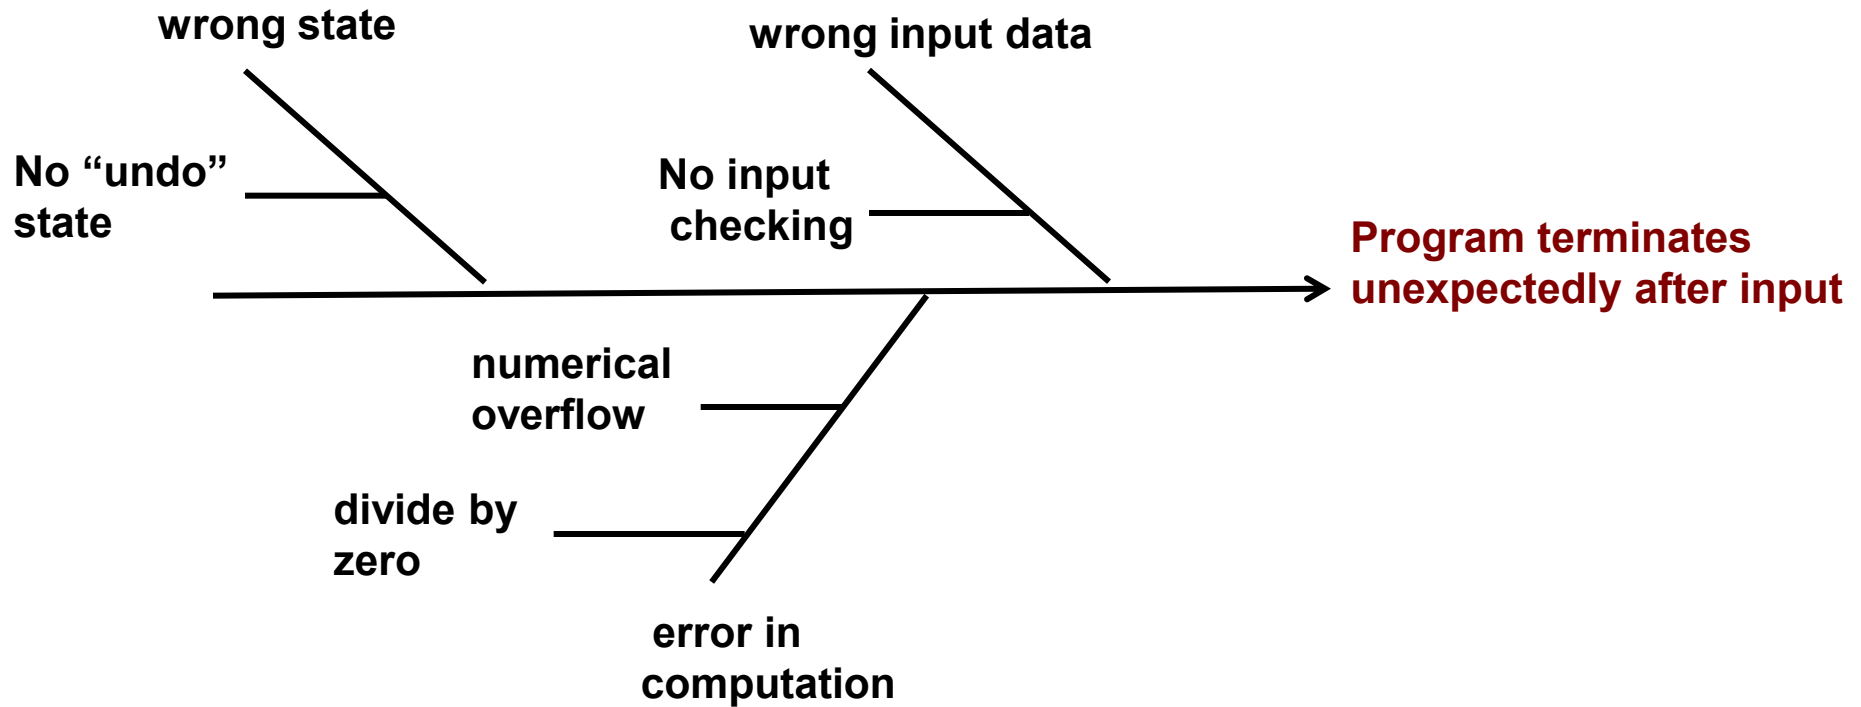 wrong state
wrong input data
No “undo”
state
No input
checking
Program terminates
unexpectedly after input
numerical
overflow
divide by
zero
error in
computation